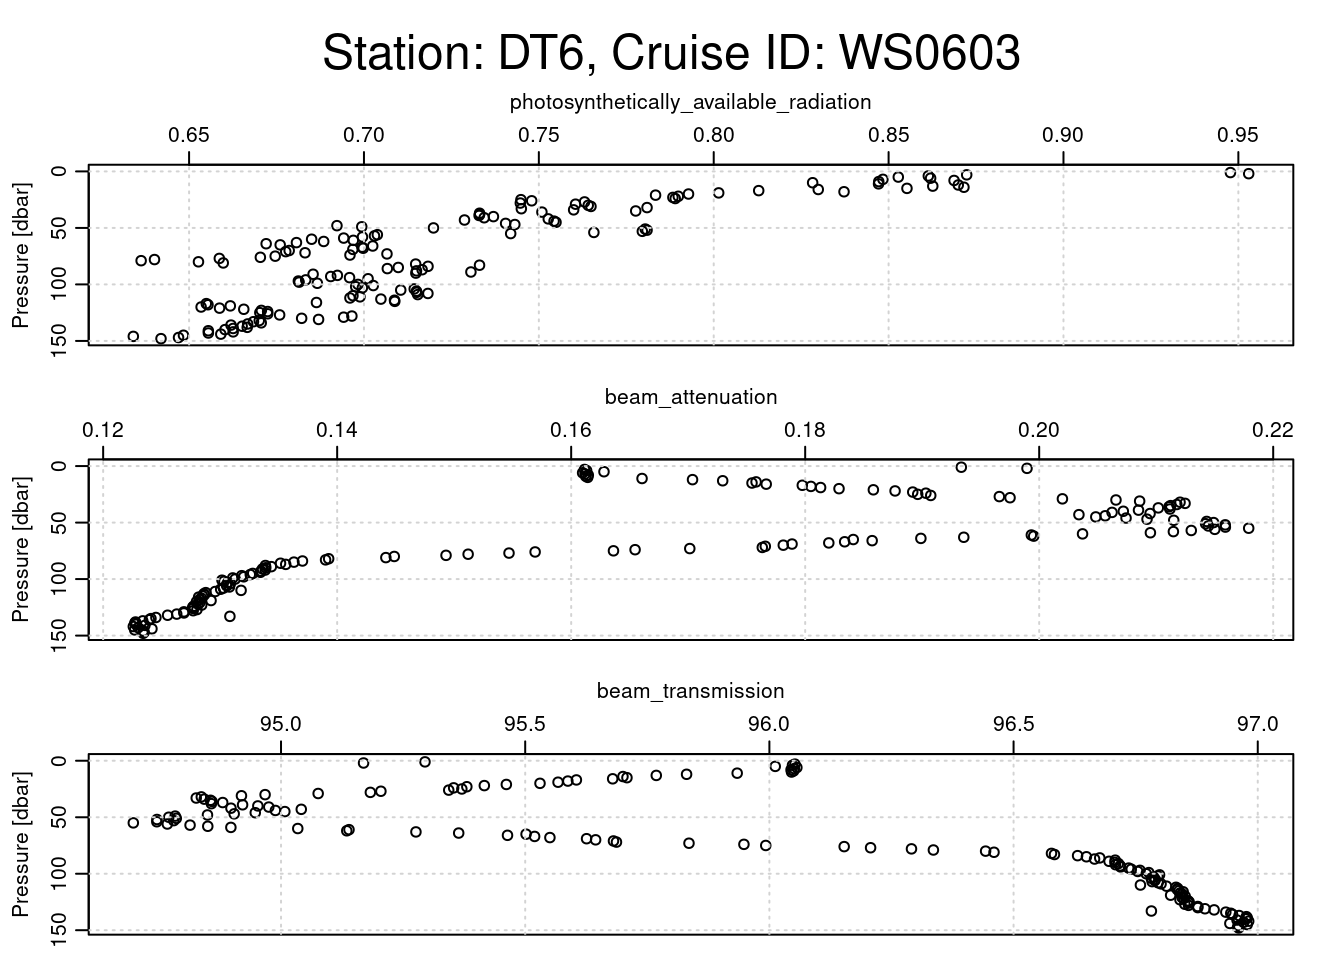 Station: DT6, Cruise ID: WS0603
photosynthetically_available_radiation
0.65 0.70 0.75 0.80 0.85 0.90 0.95
Pressure [dbar]
0
50
100
150
beam_attenuation
0.12 0.14 0.16 0.18 0.20 0.22
Pressure [dbar]
0
50
100
150
beam_transmission
95.0 95.5 96.0 96.5 97.0
Pressure [dbar]
0
50
100
150